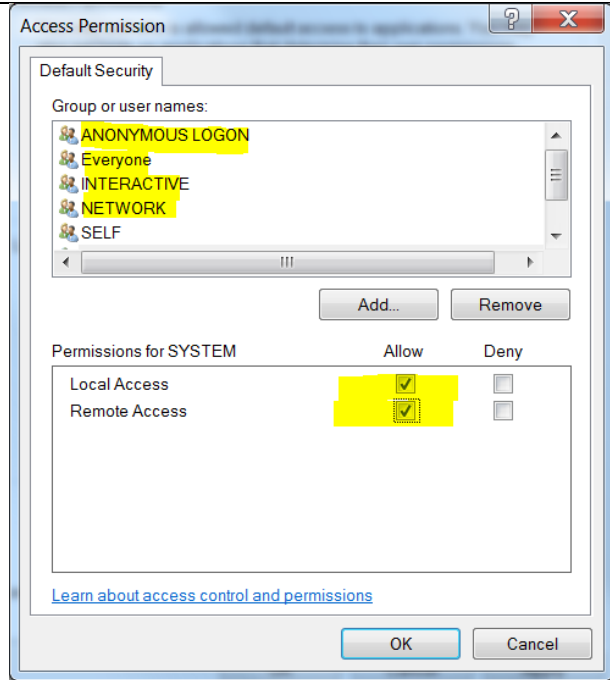 Access Permission
Default Security
Group or user names:
ANONYMOUS LOGON
Everyone
INTERACTIVE
NETWORK
SELF
Add...
Remove
Permissions for SYSTEM
Allow
Deny
Local Access
Remote Access
Learn about access control and permissions
OK
Cancel